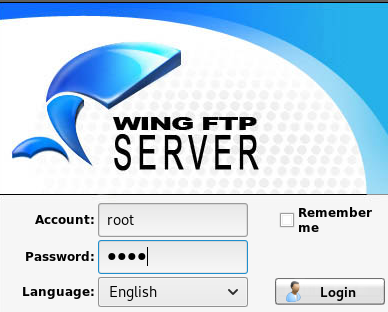 WING FTP
SERVER
Account: root
Remember me
Password: ••••
Language: English
Login